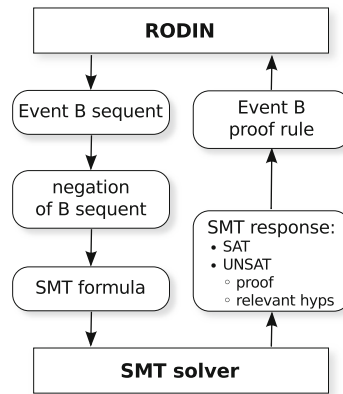 RODIN
Event B sequent
negation
of B sequent
SMT formula
Event B
proof rule
SMT response:
• SAT
• UNSAT
◦ proof
◦ relevant hyps
SMT solver